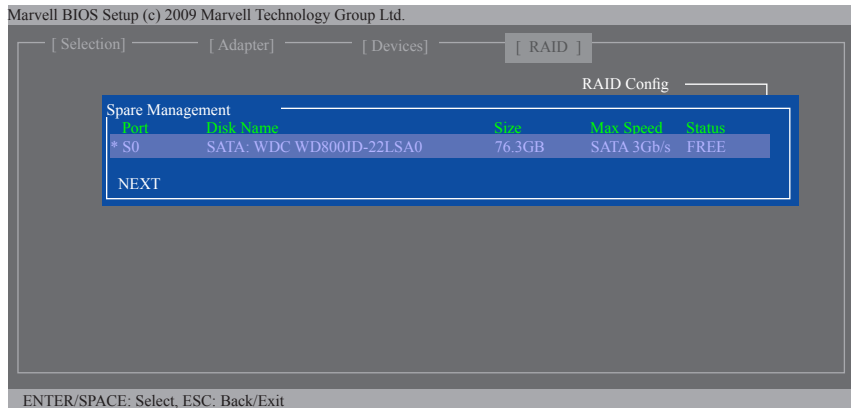 Marvell BIOS Setup (c) 2009 Marvell Technology Group Ltd.
[ Selection] [ Adapter] [ Devices] [ RAID ]
RAID Config
Spare Management
Port Disk Name Size Max Speed Status
* S0 SATA: WDC WD800JD-22LSA0 76.3GB SATA 3Gb/s FREE
NEXT
ENTER/SPACE: Select, ESC: Back/Exit